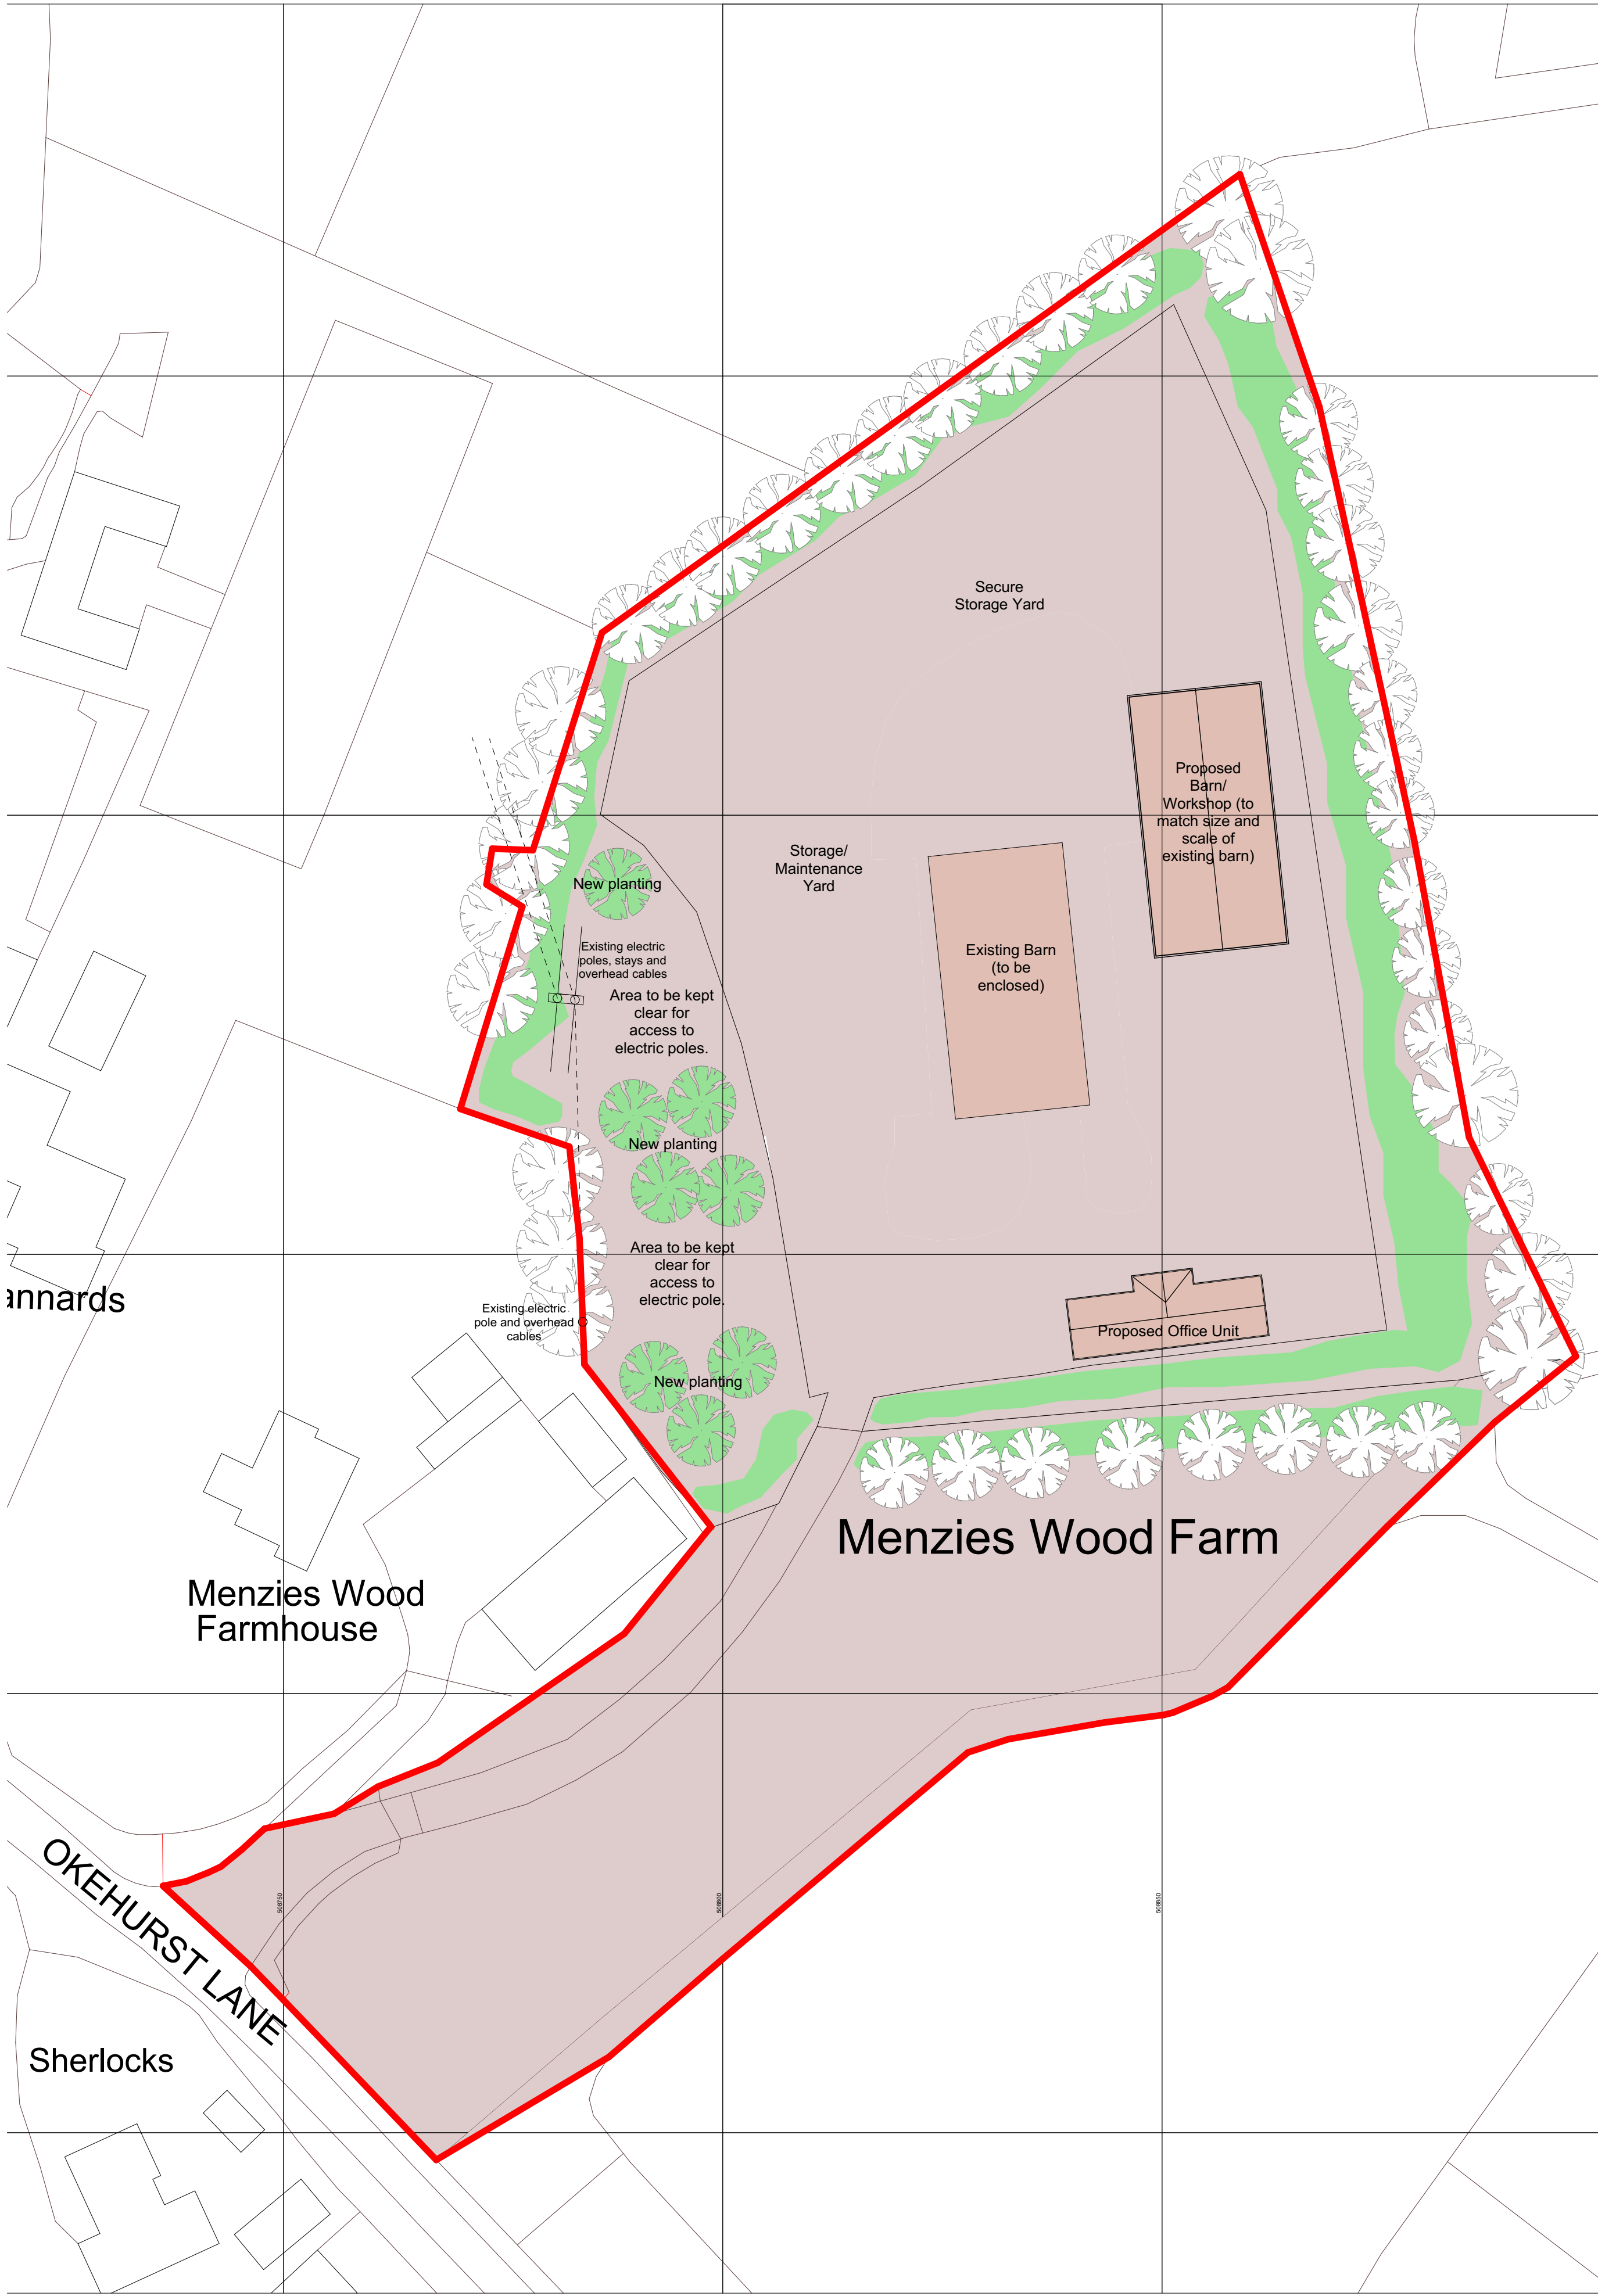 Secure
Storage Yard
Proposed
Barn/
Workshop (to
match size and
scale of
existing barn)
Storage/
Maintenance
Yard
New planting
Existing electric
poles, stays and
overhead cables
Existing Barn
(to be
enclosed)
Area to be kept
clear for
access to
electric poles.
New planting
Area to be kept
clear for
access to
electric pole.
annards
Existing electric
pole and overhead
cables
Proposed Office Unit
New planting
Menzies Wood Farm
Menzies Wood
Farmhouse
OKEHURST LANE
508750
508800
508850
Sherlocks